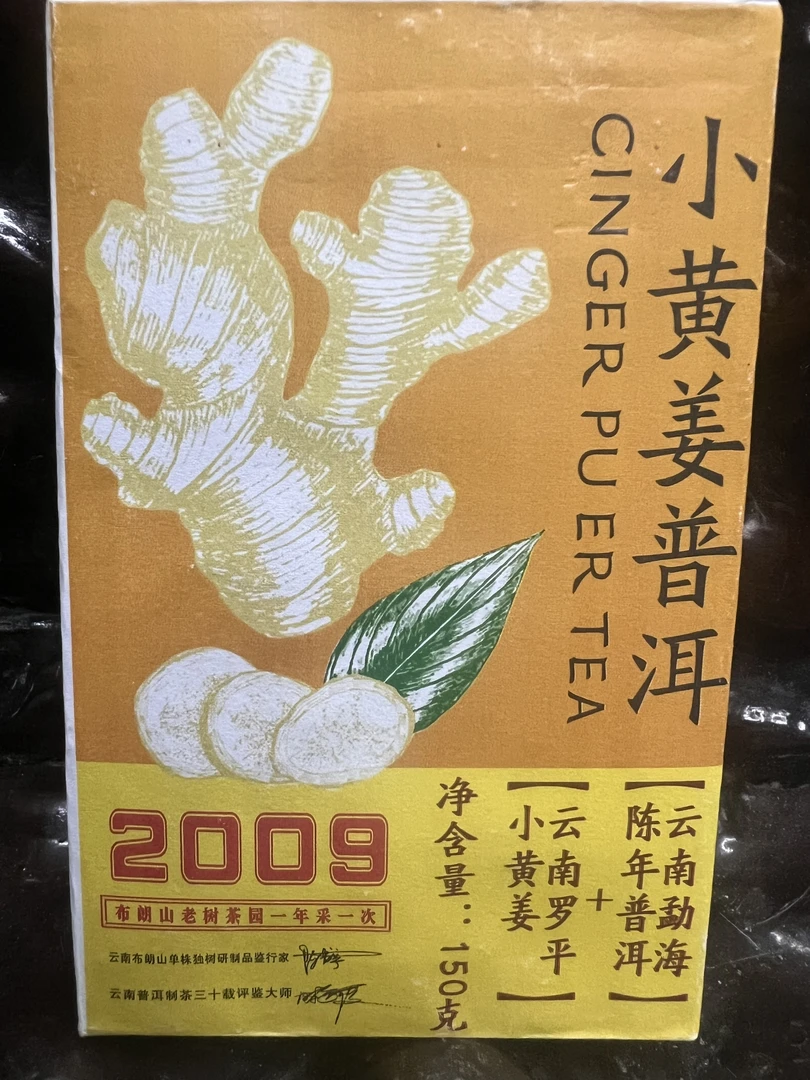 小黄姜普洱
CINGER PU ER TEA
【云南勐海
陈年普洱】
+
【云南罗平
小黄姜】
净含量：150克
2009
布朗山老树茶园一年采一次
云南布朗山单株独树研制品鉴行家
云南普洱制茶三十载评鉴大师